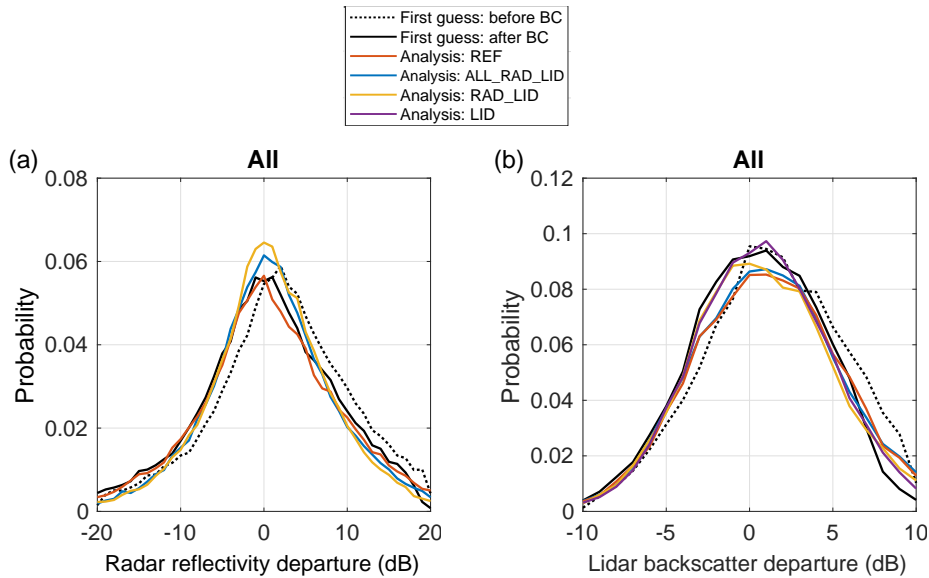 First guess: before BC
First guess: after BC
Analysis: REF
Analysis: ALL_RAD_LID
Analysis: RAD_LID
Analysis: LID
(a)
All
0.08
0.06
0.04
0.02
0
-20
-10
0
10
20
Probability
Radar reflectivity departure (dB)
(b)
All
0.12
0.1
0.08
0.06
0.04
0.02
0
-10
-5
0
5
10
Probability
Lidar backscatter departure (dB)